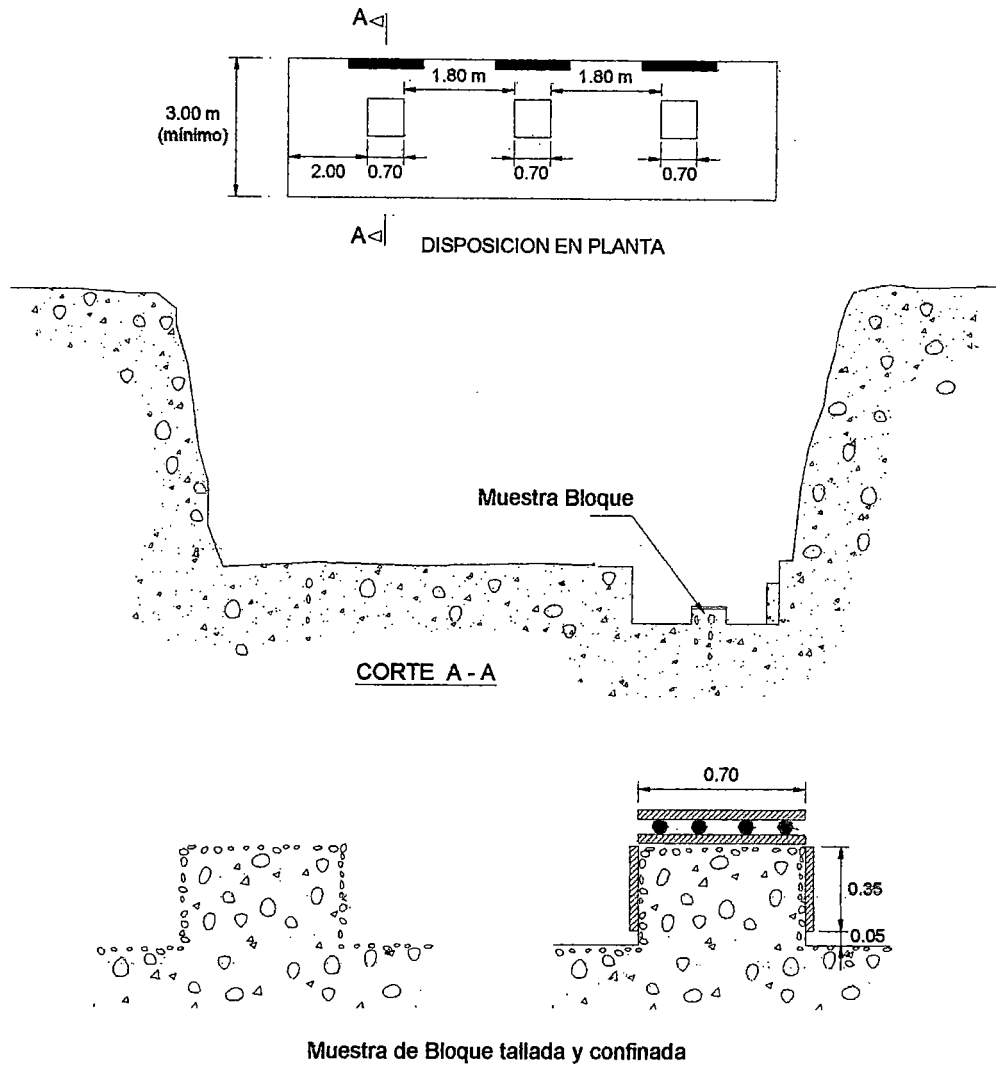 A
1.80 m
1.80 m
3.00 m
(mínimo)
2.00
0.70
0.70
0.70
A
DISPOSICION EN PLANTA
Muestra Bloque
CORTE A - A
0.70
0.35
0.05
Muestra de Bloque tallada y confinada